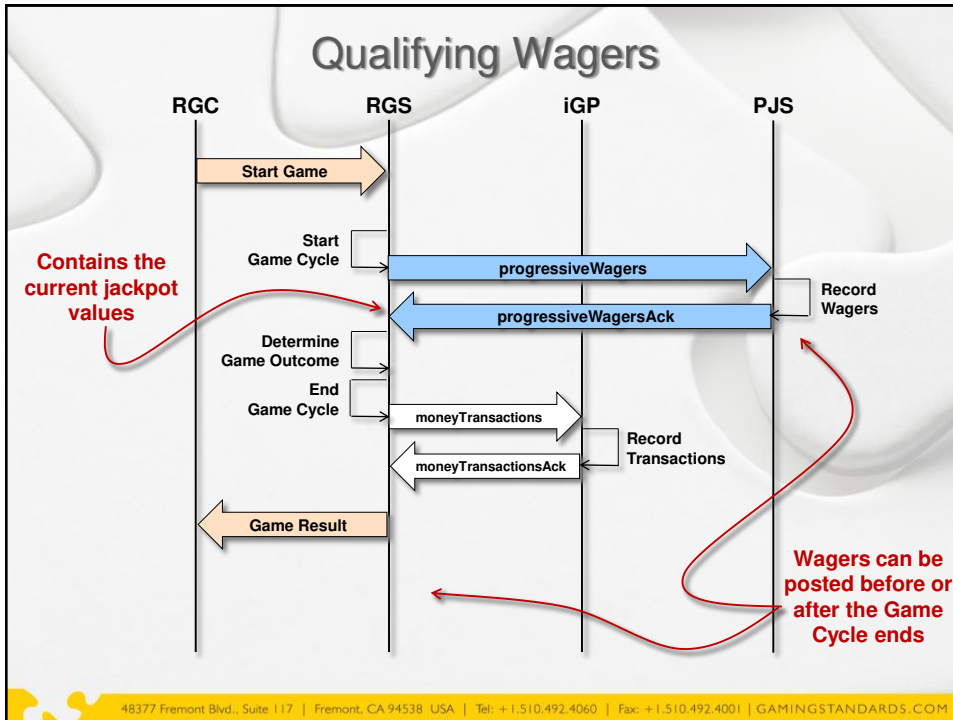 Qualifying Wagers
RGC RGS iGP PJS
Start Game
Start
Game Cycle
progressiveWagers
Contains the
current jackpot
values
Record
Wagers
progressiveWagersAck
Determine
Game Outcome
End
Game Cycle
moneyTransactions
Record
Transactions
moneyTransactionsAck
Game Result
Wagers can be
posted before or
after the Game
Cycle ends
48377 Fremont Blvd., Suite 117 | Fremont, CA 94538 USA | Tel: +1.510.492.4060 | Fax: +1.510.492.4001 | GAMINGSTANDARDS.COM